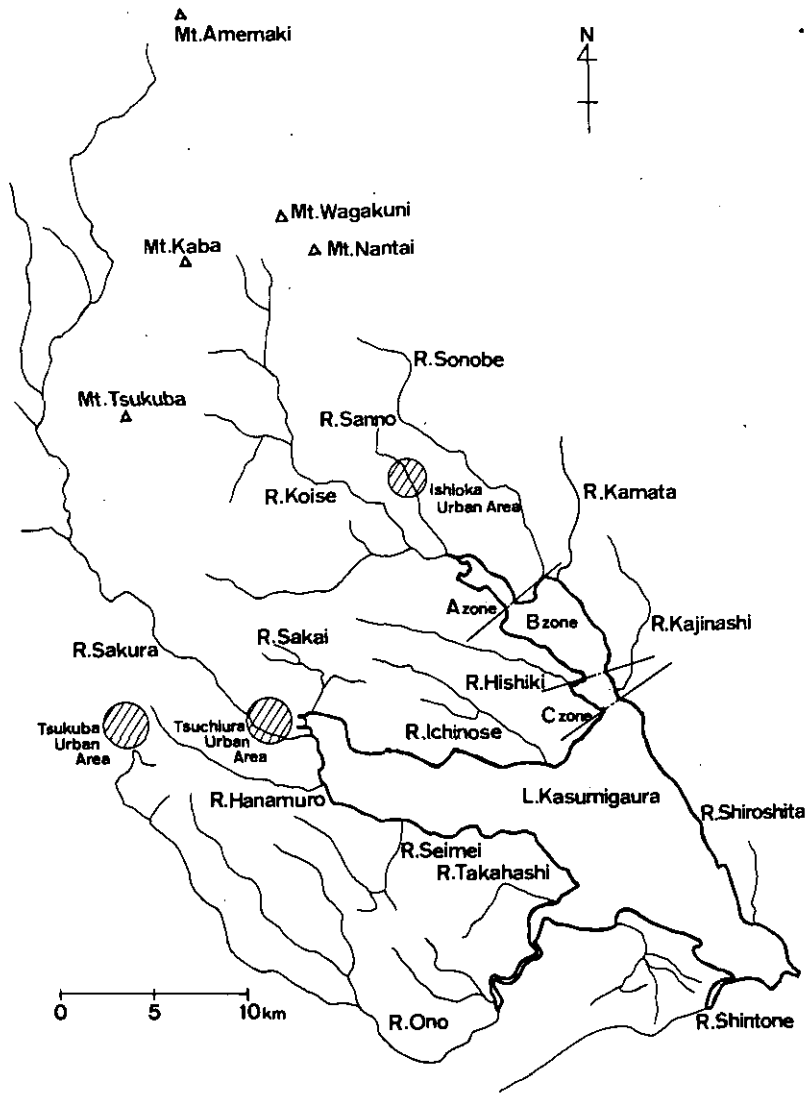 Mt.Amemaki
N
Mt.Wagakuni
Mt.Kaba
Mt.Nantai
R.Sonobe
Mt.Tsukuba
R.Sanno
R.Koise
Ishioka
Urban Area
R.Kamata
A zone
B zone
R.Kajinashi
R.Sakai
R.Sakura
R.Hishiki
C zone
Tsukuba
Urban
Area
Tsuchiura
Urban
Area
R.Ichinose
R.Hanamuro
L.Kasumigaura
R.Shiroshita
R.Seimei
R.Takahashi
0 5 10km
R.Ono
R.Shintone